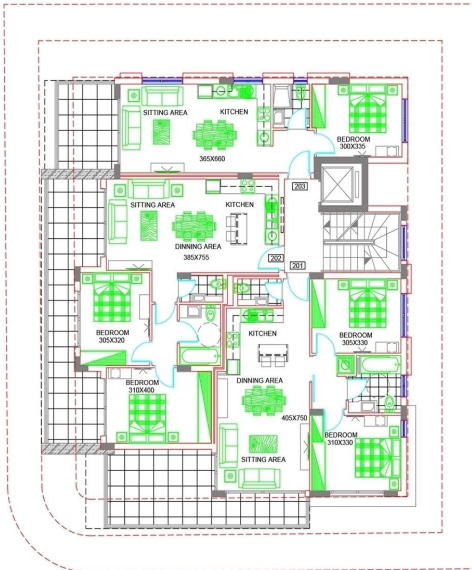 SITTING AREA
KITCHEN
365X660
BEDROOM
300X335
203
SITTING AREA
KITCHEN
DINNING AREA
385X755
202
201
BEDROOM
305X320
KITCHEN
BEDROOM
305X330
BEDROOM
310X400
DINNING AREA
405X750
SITTING AREA
BEDROOM
310X330